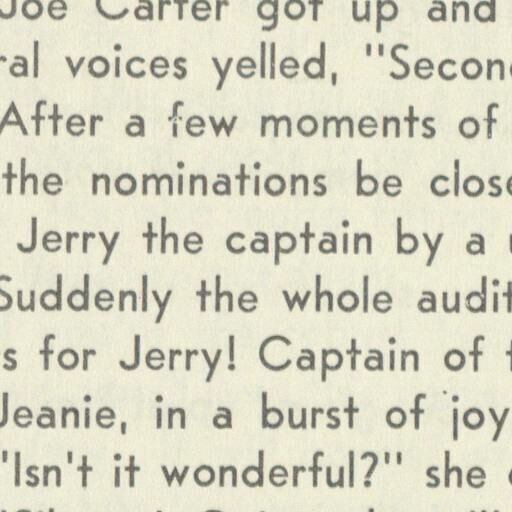 Joe Carter got up and
voices yelled, "Secon
After a few moments of
the nominations be close
Jerry the captain by a
Suddenly the whole audit
for Jerry! Captain of
Jeanie, in a burst of joy
"Isn't it wonderful?" she